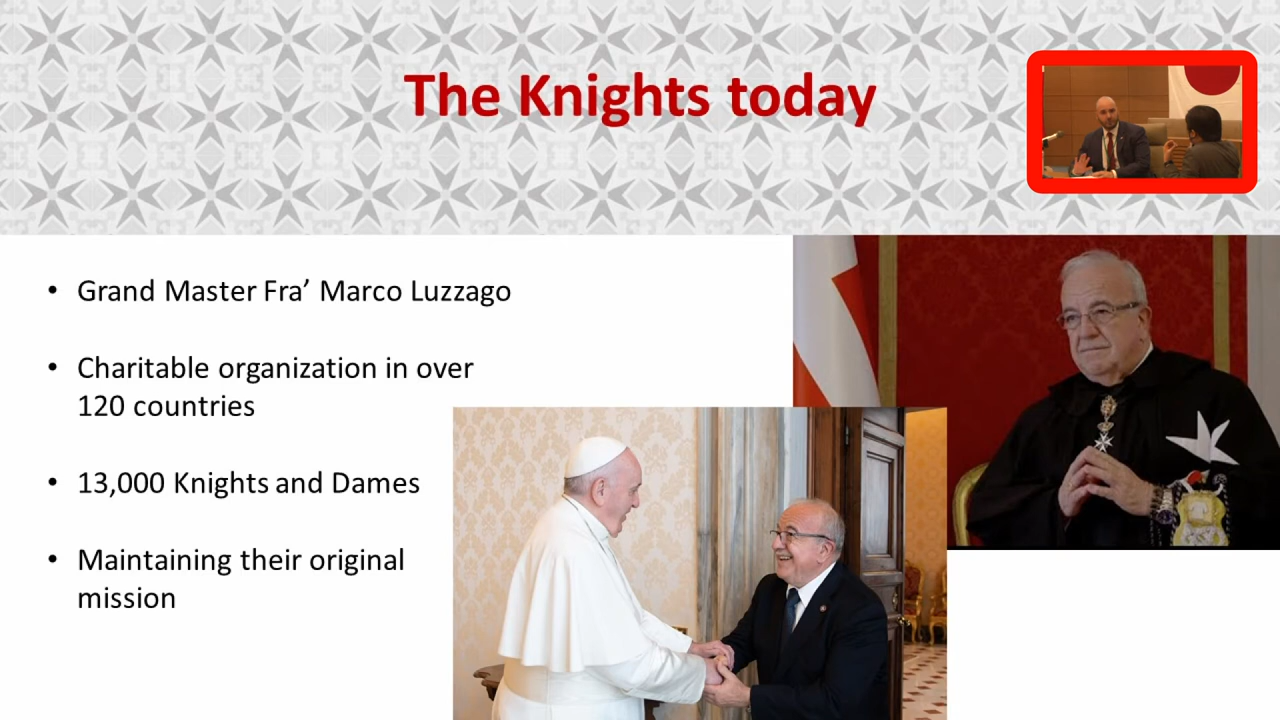 The Knights today
• Grand Master Fra’ Marco Luzzago
• Charitable organization in over
120 countries
• 13,000 Knights and Dames
• Maintaining their original
mission